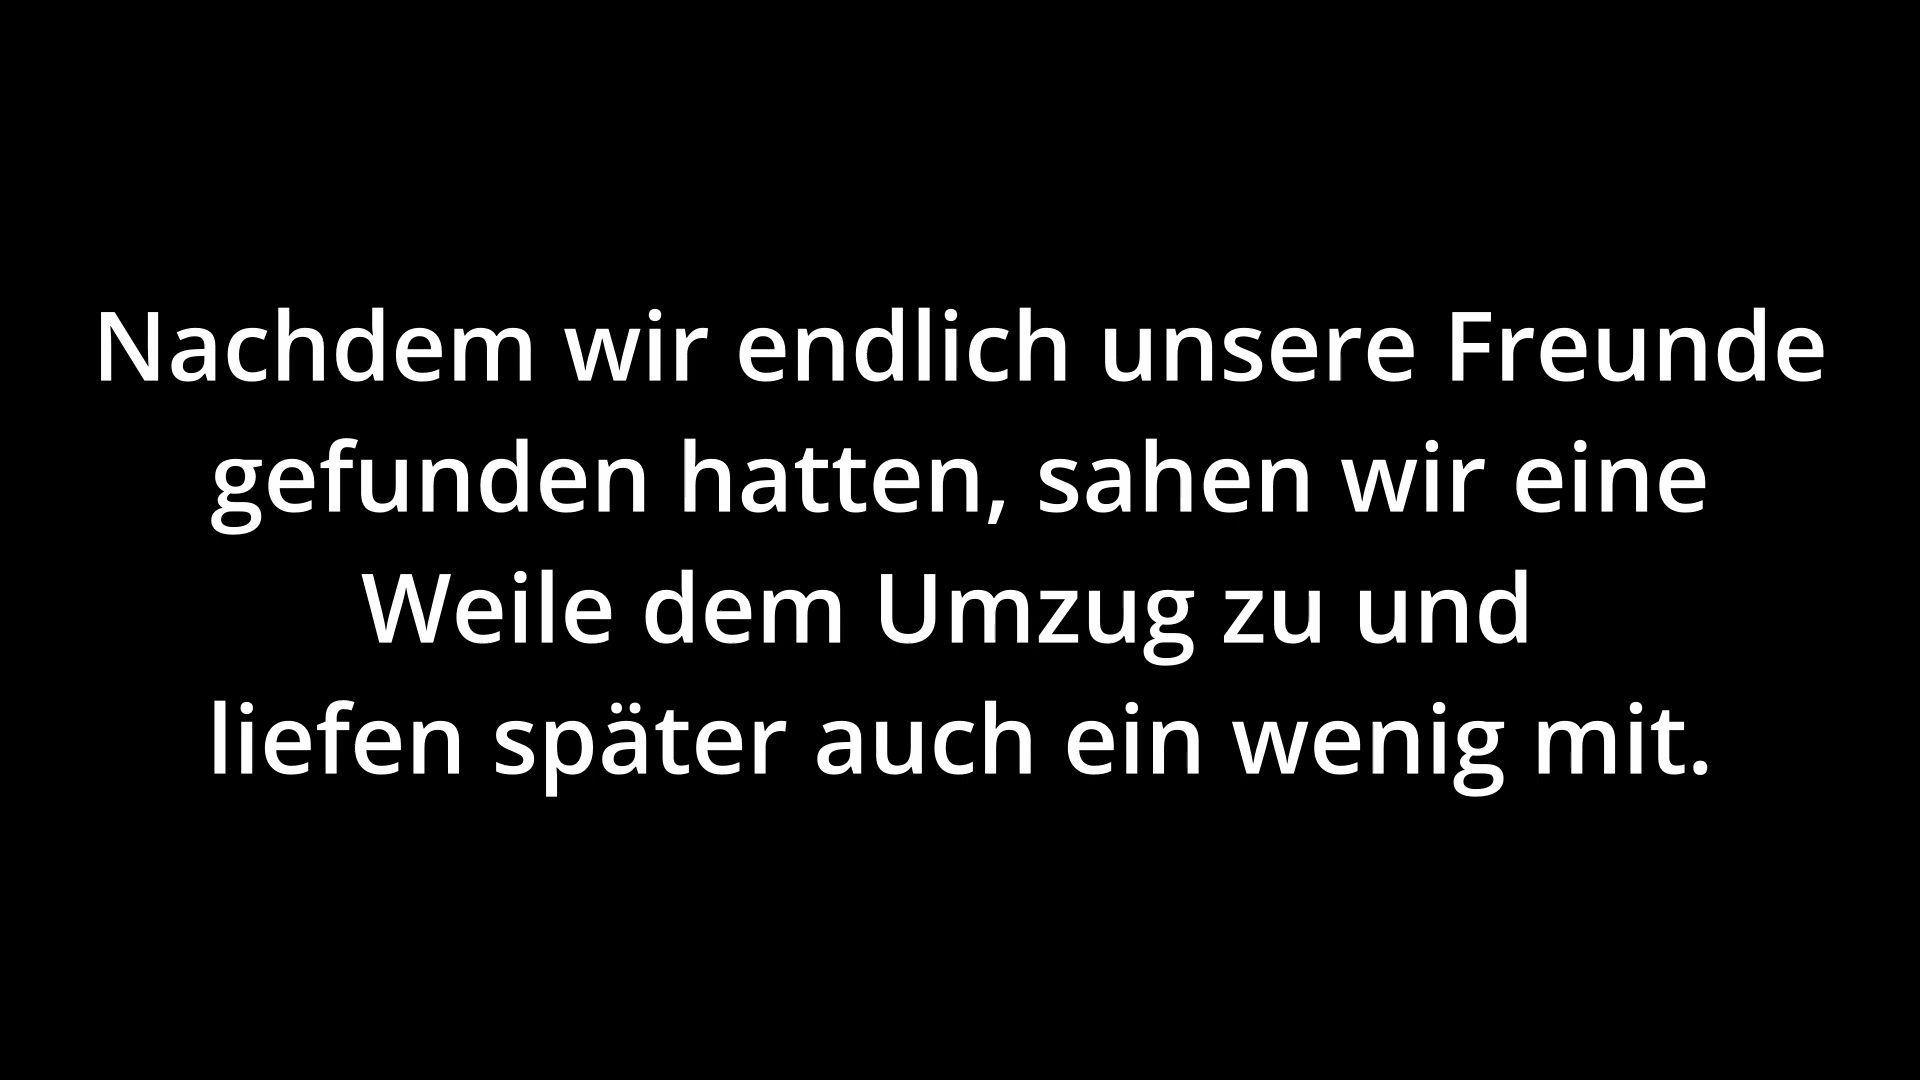 Nachdem wir endlich unsere Freunde
gefunden hatten, sahen wir eine
Weile dem Umzug zu und
liefen später auch ein wenig mit.